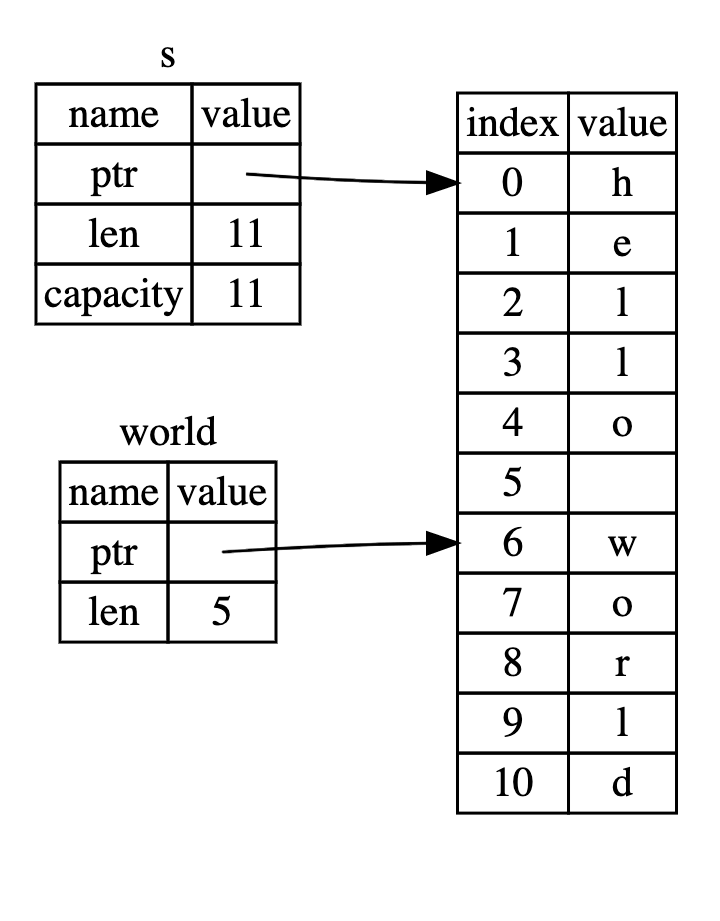 s
name value
ptr
len 11
capacity 11
world
name value
ptr
len 5
index value
0 h
1 e
2 l
3 l
4 o
5
6 w
7 o
8 r
9 l
10 d